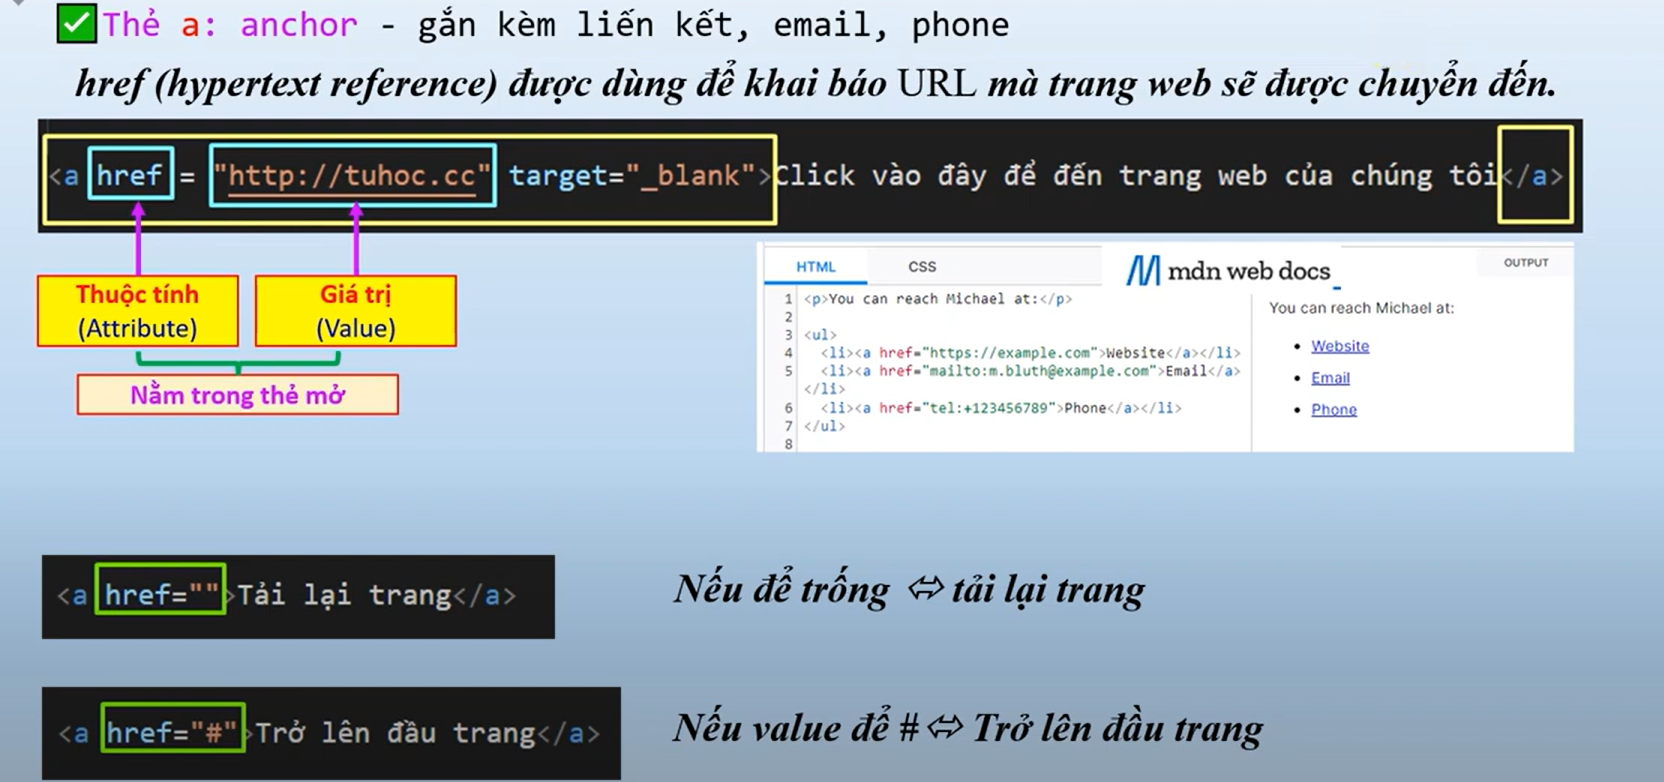 ✅Thẻ a: anchor - gắn kèm liến kết, email, phone
href (hypertext reference) được dùng để khai báo URL mà trang web sẽ được chuyển đến.
<a href = "http://tuhoc.cc" target="_blank">Click vào đây để đến trang web của chúng tôi</a>
Thuộc tính
(Attribute)
Giá trị
(Value)
Nằm trong thẻ mở
HTML
CSS
mdn web docs
OUTPUT
1 <p>You can reach Michael at:</p>
2
3 <ul>
4 <li><a href="https://example.com">Website</a></li>
5 <li><a href="mailto:m.bluth@example.com">Email</a>
</li>
6 <li><a href="tel:+123456789">Phone</a></li>
7 </ul>
8
You can reach Michael at:
• Website
• Email
• Phone
<a href="">Tải lại trang</a>
Nếu để trống ⬄ tải lại trang
<a href="#">Trở lên đầu trang</a>
Nếu value để # ⬄ Trở lên đầu trang